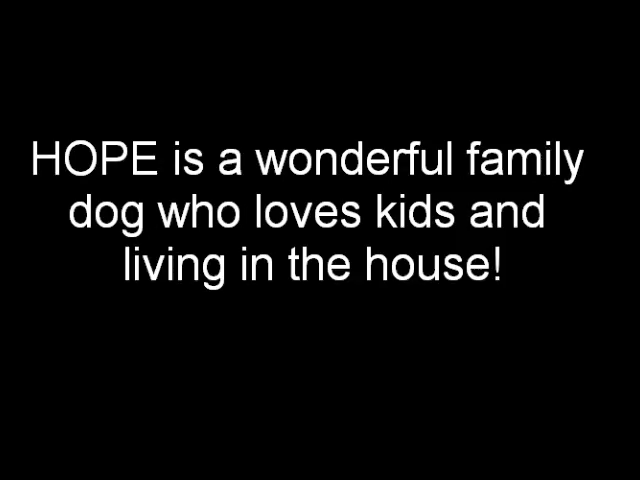 HOPE is a wonderful family
dog who loves kids and
living in the house!